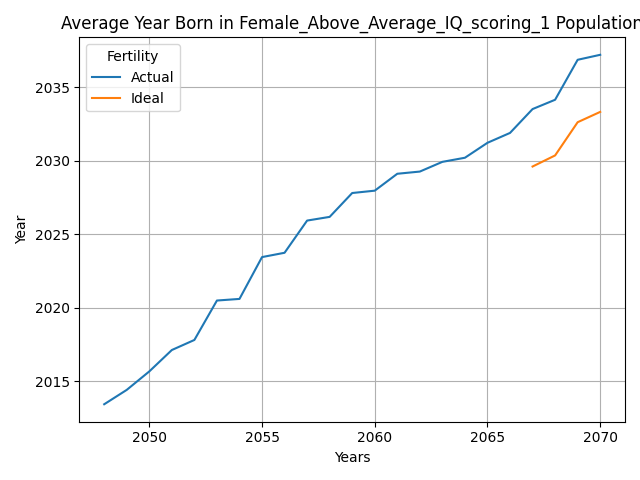 Average Year Born in Female_Above_Average_IQ_scoring_1 Population
Fertility
Actual
Ideal
2035
2030
2025
2020
2015
Year
2050 2055 2060 2065 2070
Years